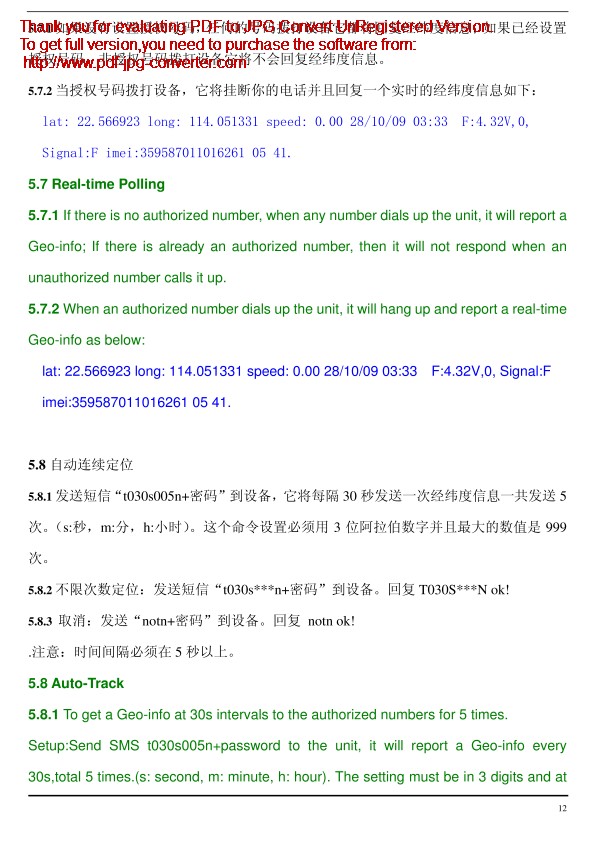 Thank you for evaluating PDF to JPG Converter UnRegistered Version
如果已经设置
To get full version,you need to purchase the software from:
http://www.pdf-jpg-converter.com
将不会回复经纬度信息。
5.7.2 当授权号码拨打设备，它将挂断你的电话并且回复一个实时的经纬度信息如下：
lat: 22.566923 long: 114.051331 speed: 0.00 28/10/09 03:33 F:4.32V,0,
Signal:F imei:359587011016261 05 41.
5.7 Real-time Polling
5.7.1 If there is no authorized number, when any number dials up the unit, it will report a
Geo-info; If there is already an authorized number, then it will not respond when an
unauthorized number calls it up.
5.7.2 When an authorized number dials up the unit, it will hang up and report a real-time
Geo-info as below:
lat: 22.566923 long: 114.051331 speed: 0.00 28/10/09 03:33 F:4.32V,0, Signal:F
imei:359587011016261 05 41.
5.8 自动连续定位
5.8.1 发送短信“t030s005n+密码”到设备，它将每隔 30 秒发送一次经纬度信息一共发送 5
次。（s:秒，m:分，h:小时）。这个命令设置必须用 3 位阿拉伯数字并且最大的数值是 999
次。
5.8.2 不限次数定位：发送短信“t030s***n+密码”到设备。回复 T030S***N ok!
5.8.3 取消：发送“notn+密码”到设备。回复 notn ok!
.注意：时间间隔必须在 5 秒以上。
5.8 Auto-Track
5.8.1 To get a Geo-info at 30s intervals to the authorized numbers for 5 times.
Setup:Send SMS t030s005n+password to the unit, it will report a Geo-info every
30s,total 5 times.(s: second, m: minute, h: hour). The setting must be in 3 digits and at
12